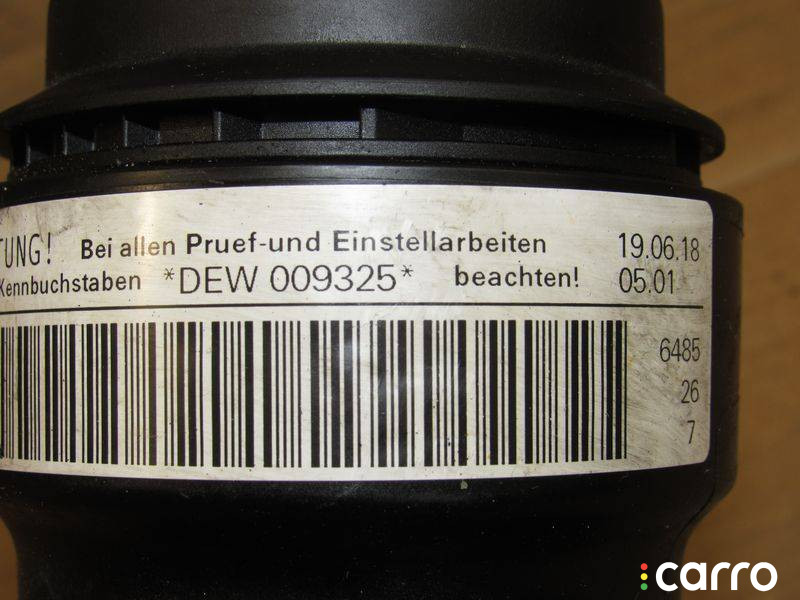 TUNG! Bei allen Pruef-und Einstellarbeiten 19.06.18
Kennbuchstaben *DEW 009325* beachten! 05.01
6485
26
7
carro